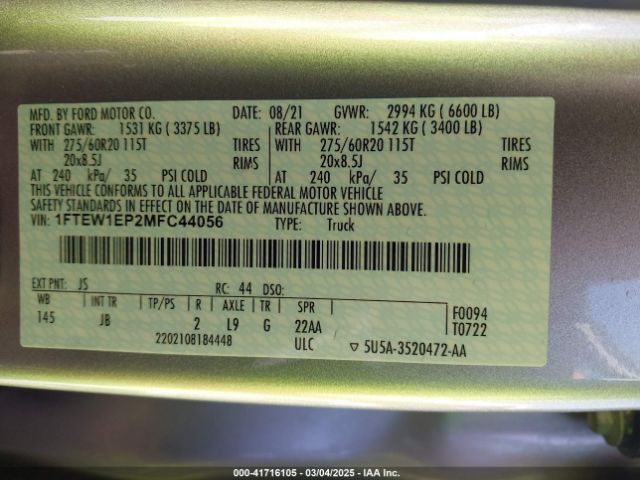 MFD. BY FORD MOTOR CO. DATE: 08/21 GVWR: 2994 KG ( 6600 LB)
FRONT GAWR: 1531 KG ( 3375 LB) REAR GAWR: 1542 KG ( 3400 LB)
WITH 275/60R20 115T TIRES WITH 275/60R20 115T TIRES
20x8.5J RIMS 20x8.5J RIMS
AT 240 kPa/ 35 PSI COLD AT 240 kPa/ 35 PSI COLD
THIS VEHICLE CONFORMS TO ALL APPLICABLE FEDERAL MOTOR VEHICLE
SAFETY STANDARDS IN EFFECT ON THE DATE OF MANUFACTURE SHOWN ABOVE.
VIN: 1FTEW1EP2MFC44056 TYPE: Truck
EXT PNT: JS RC: 44 DSO:
WB INT TR TP/PS R AXLE TR SPR F0094
145 JB 2 L9 G 22AA T0722
2202108184448 ULC ▽ 5U5A-3520472-AA
000-41716105 - 03/04/2025 - IAA Inc.